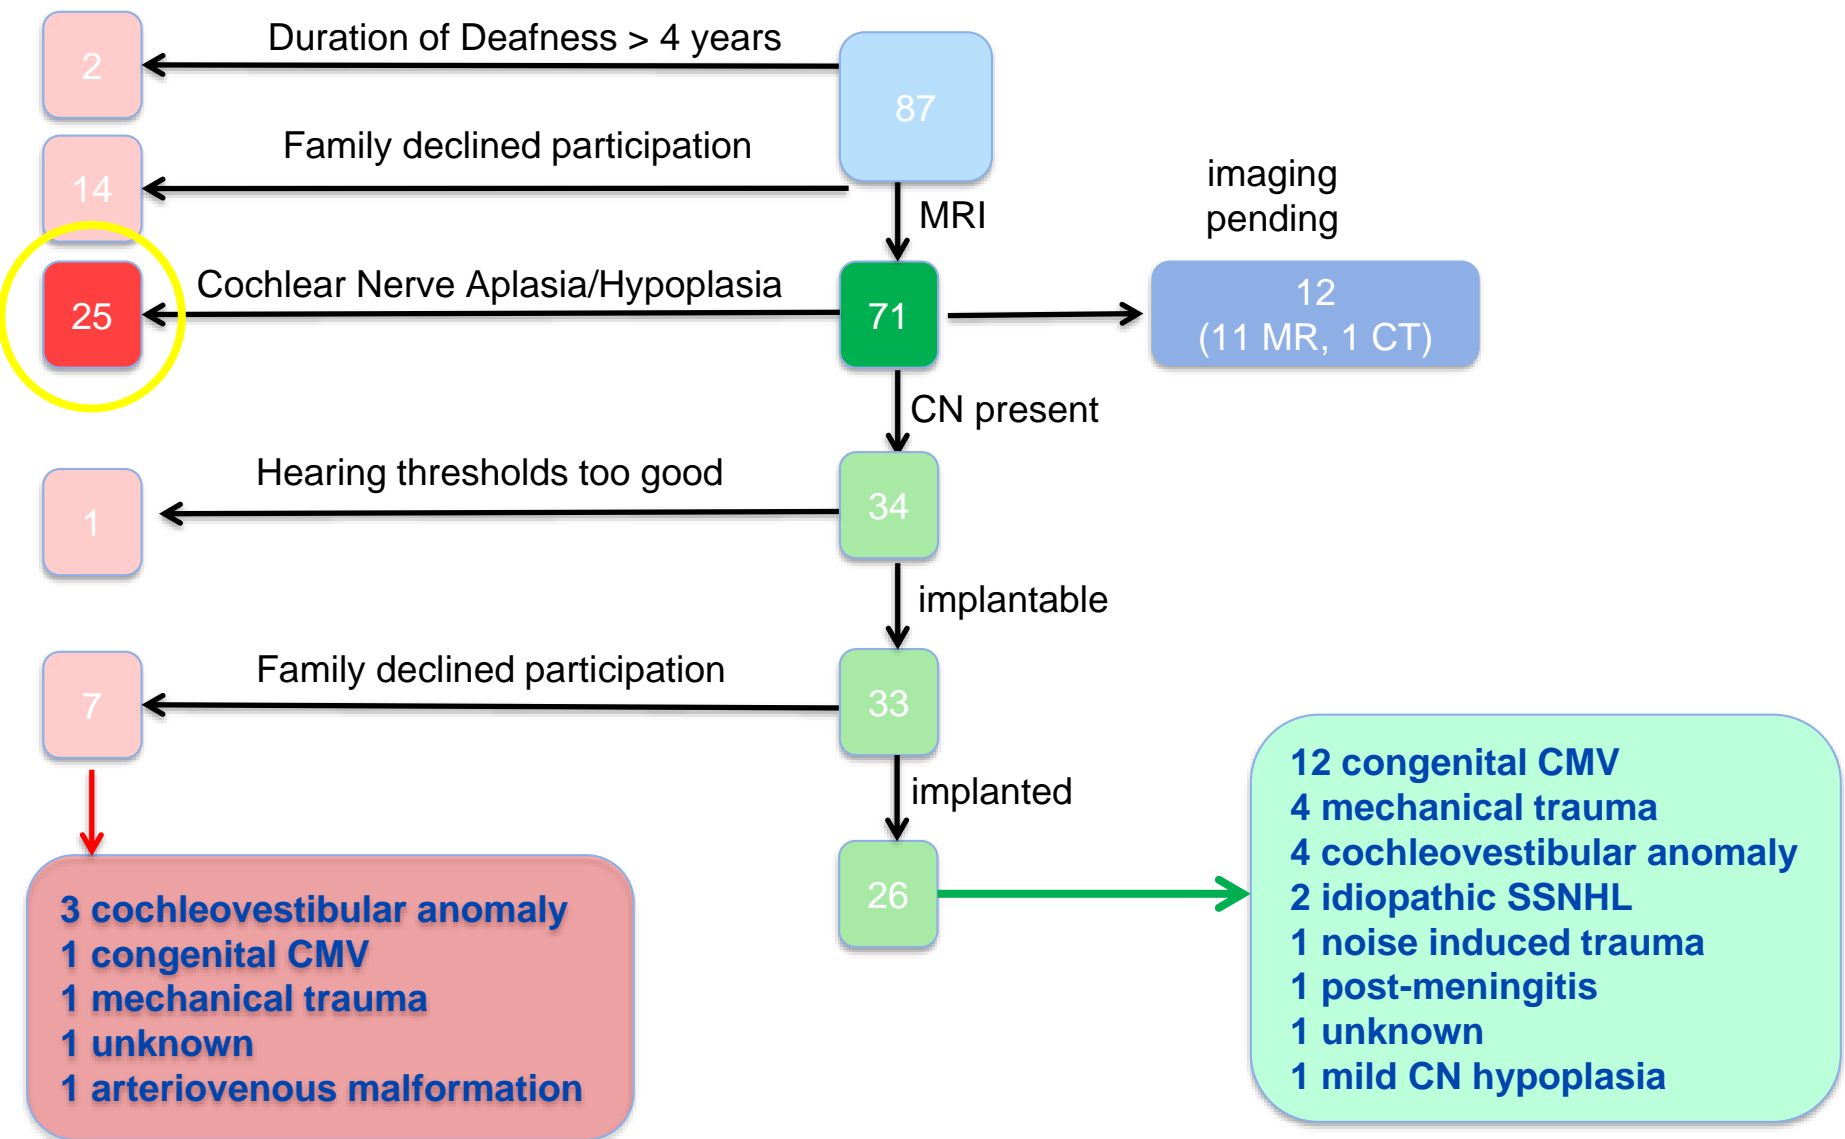 2
Duration of Deafness > 4 years
87
Family declined participation
14
MRI
imaging
pending
25
Cochlear Nerve Aplasia/Hypoplasia
71
12
(11 MR, 1 CT)
CN present
1
Hearing thresholds too good
34
implantable
7
Family declined participation
33
implanted
26
3 cochleovestibular anomaly
1 congenital CMV
1 mechanical trauma
1 unknown
1 arteriovenous malformation
12 congenital CMV
4 mechanical trauma
4 cochleovestibular anomaly
2 idiopathic SSNHL
1 noise induced trauma
1 post-meningitis
1 unknown
1 mild CN hypoplasia